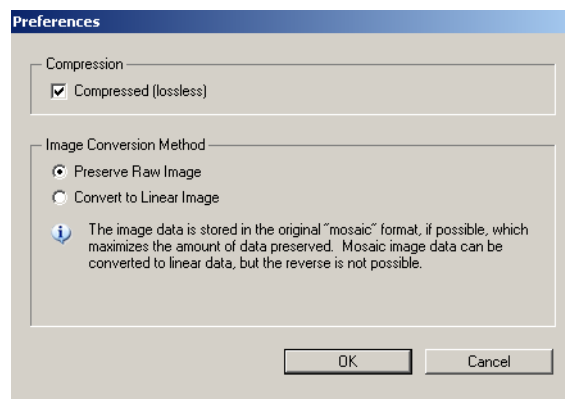 Preferences
Compression
Compressed (lossless)
Image Conversion Method
Preserve Raw Image
Convert to Linear Image
The image data is stored in the original "mosaic" format, if possible, which
maximizes the amount of data preserved.  Mosaic image data can be
converted to linear data, but the reverse is not possible.
OK
Cancel